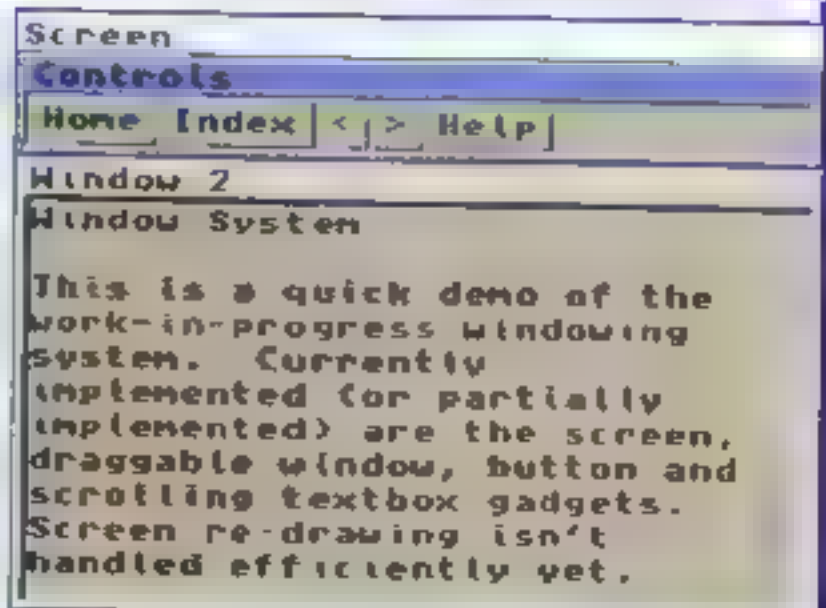 Screen
Controls
Home Index < > Help
Window 2
Window System
This is a quick demo of the
work-in-progress windowing
system. Currently
implemented (or partially
implemented) are the screen,
draggable window, button and
scrolling textbox gadgets.
Screen re-drawing isn't
handled efficiently yet.